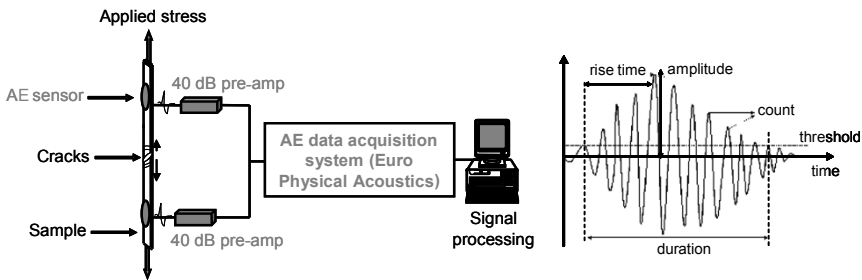 Applied stress
AE sensor
Cracks
Sample
40 dB pre-amp
40 dB pre-amp
AE data acquisition
system (Euro
Physical Acoustics)
Signal
processing
rise time
amplitude
count
threshold
time
duration